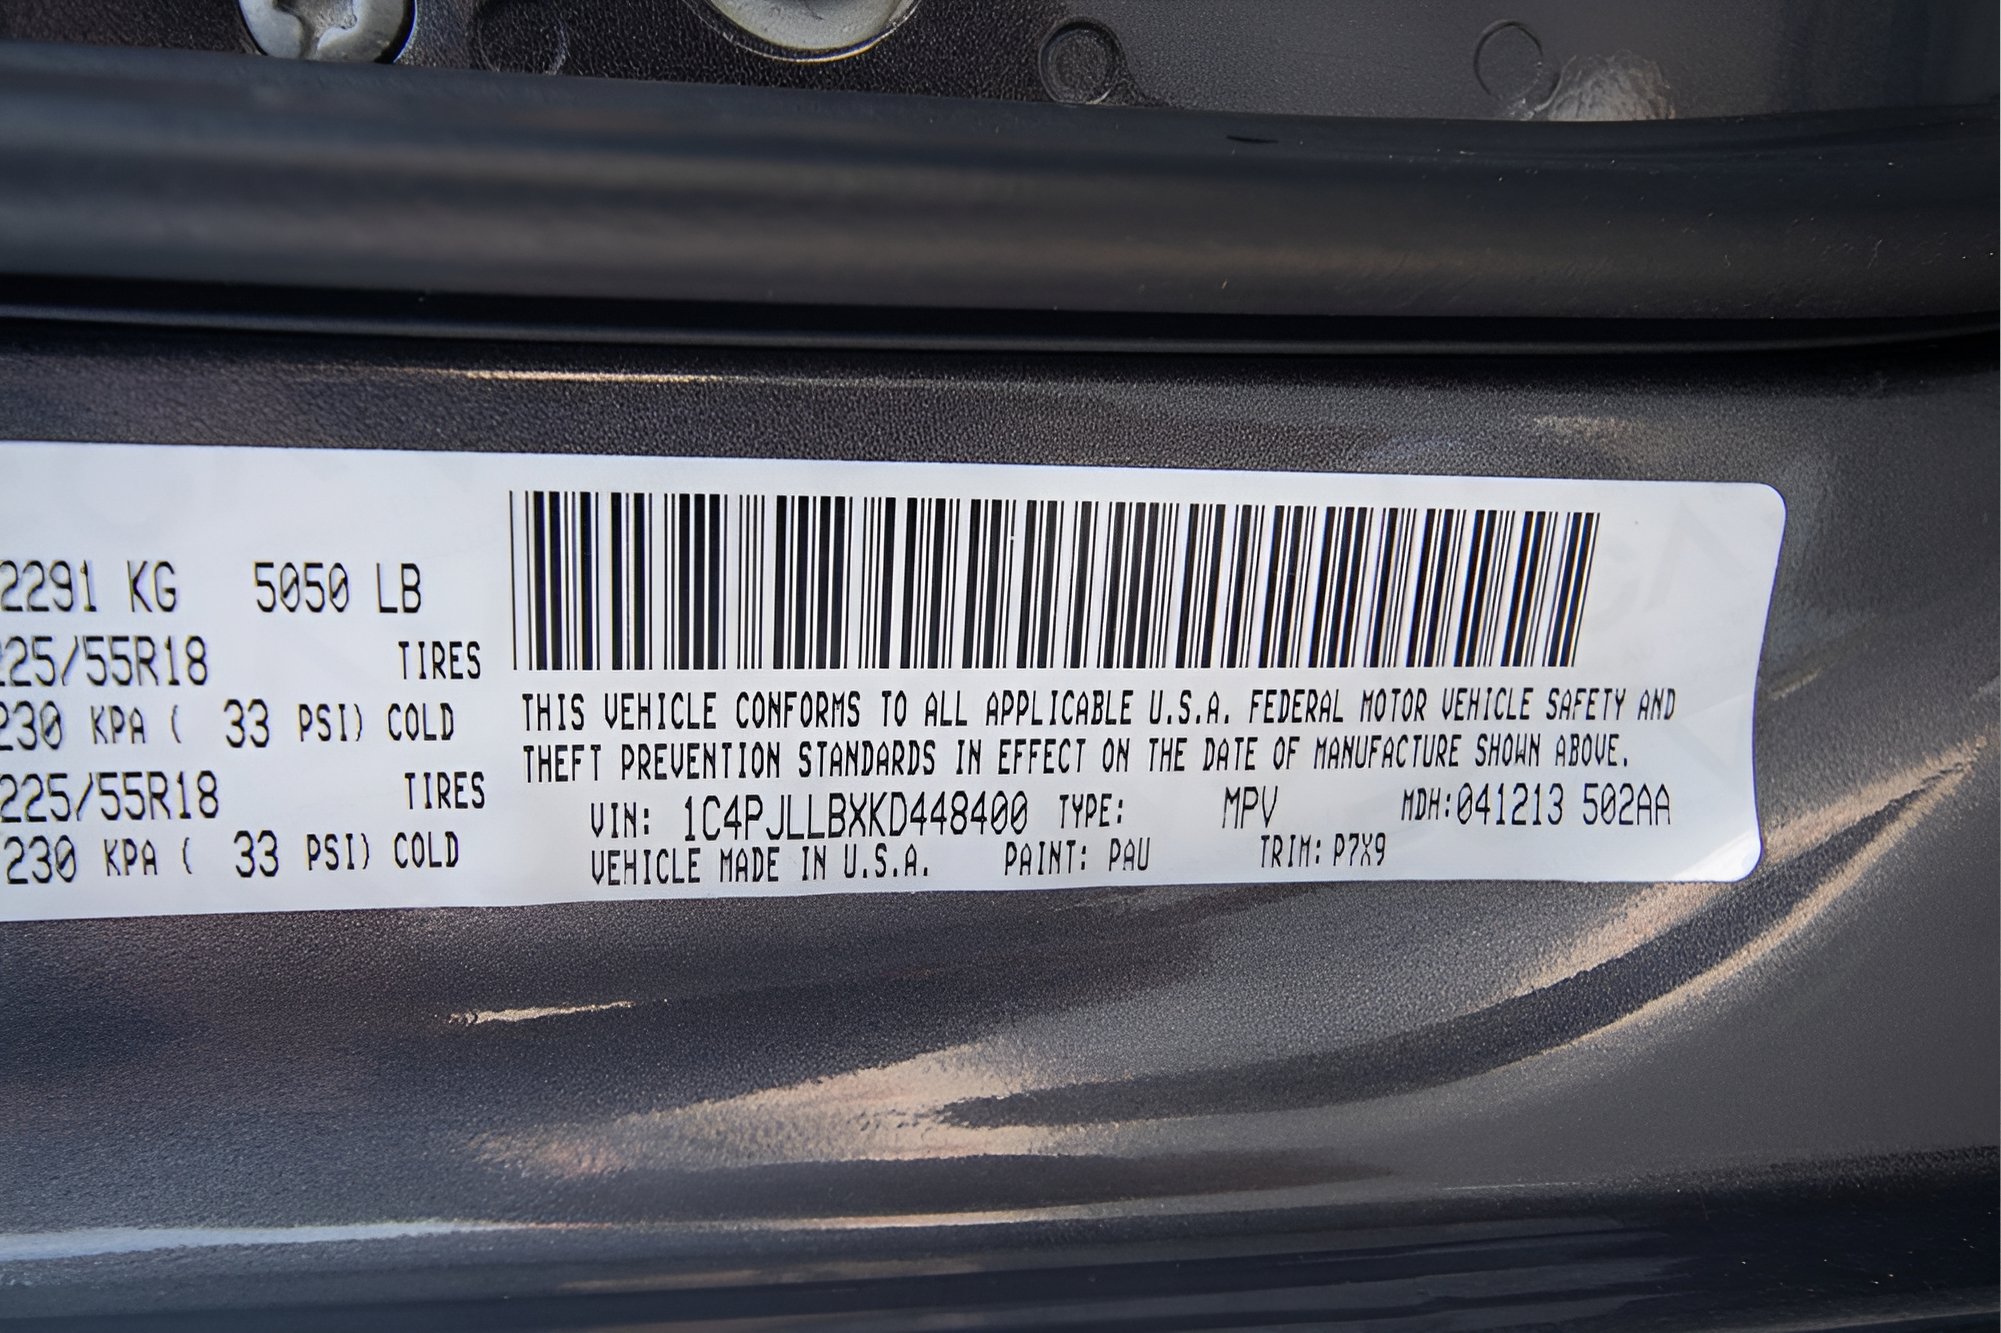 2291 KG 5050 LB
225/55R18 TIRES
230 KPA ( 33 PSI) COLD
225/55R18 TIRES
230 KPA ( 33 PSI) COLD
THIS VEHICLE CONFORMS TO ALL APPLICABLE U.S.A. FEDERAL MOTOR VEHICLE SAFETY AND
THEFT PREVENTION STANDARDS IN EFFECT ON THE DATE OF MANUFACTURE SHOWN ABOVE.
VIN: 1C4PJLLBXKD448400 TYPE: MPV MDH:041213 502AA
VEHICLE MADE IN U.S.A. PAINT: PAU TRIM: P7X9